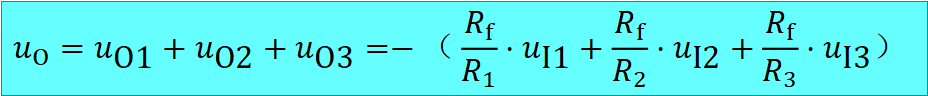 u_O = u_O1 + u_O2 + u_O3 =−（R_f/R_1 · u_I1 + R_f/R_2 · u_I2 + R_f/R_3 · u_I3）